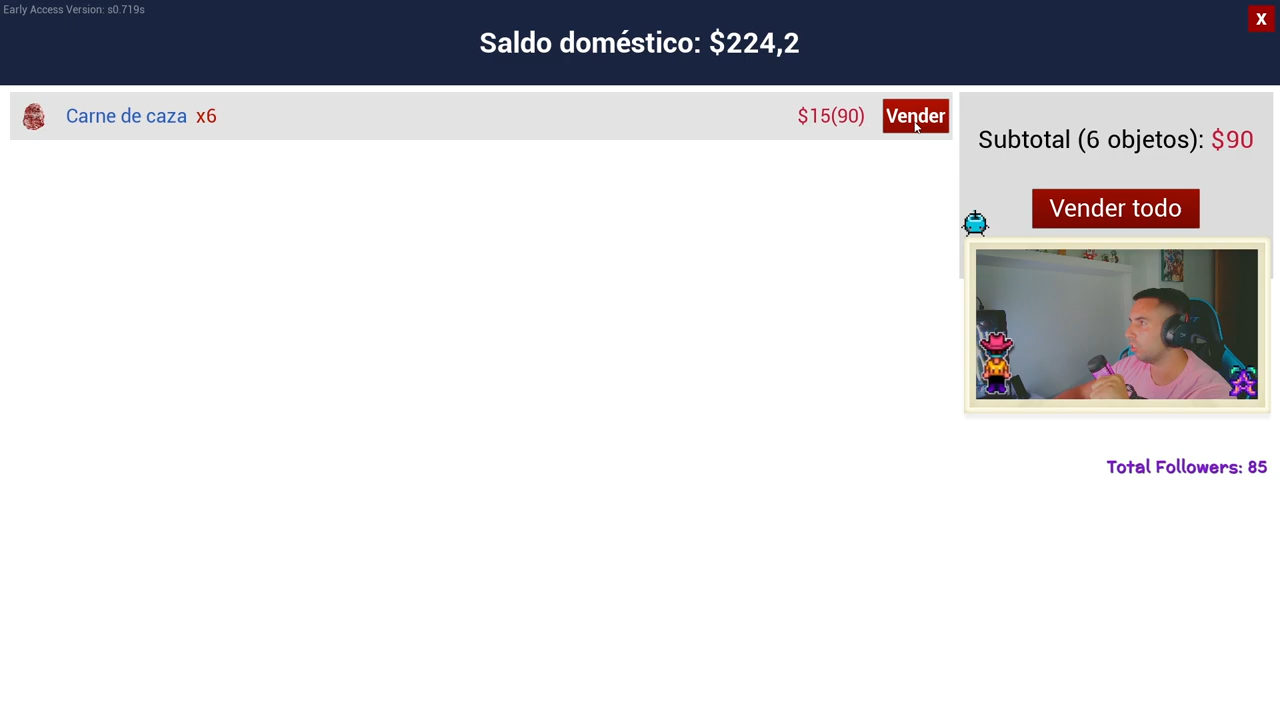 Early Access Version: s0.719s
X
Saldo doméstico: $224,2
Carne de caza x6 $15(90) Vender
Subtotal (6 objetos): $90
Vender todo
Total Followers: 85